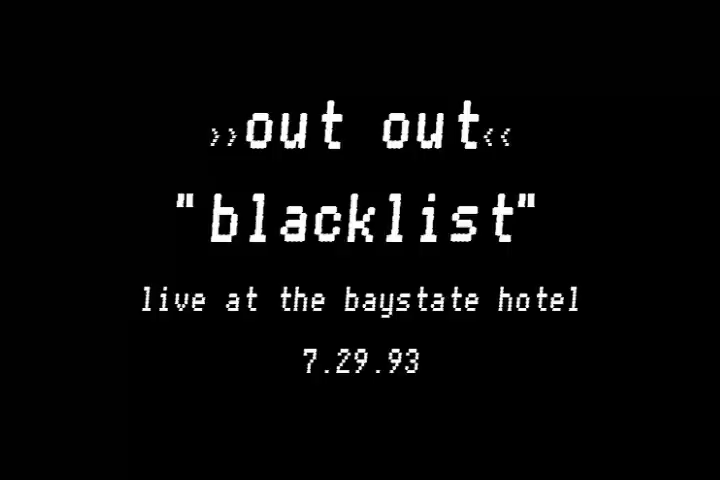 ››out out‹‹
"blacklist"
live at the baystate hotel
7.29.93